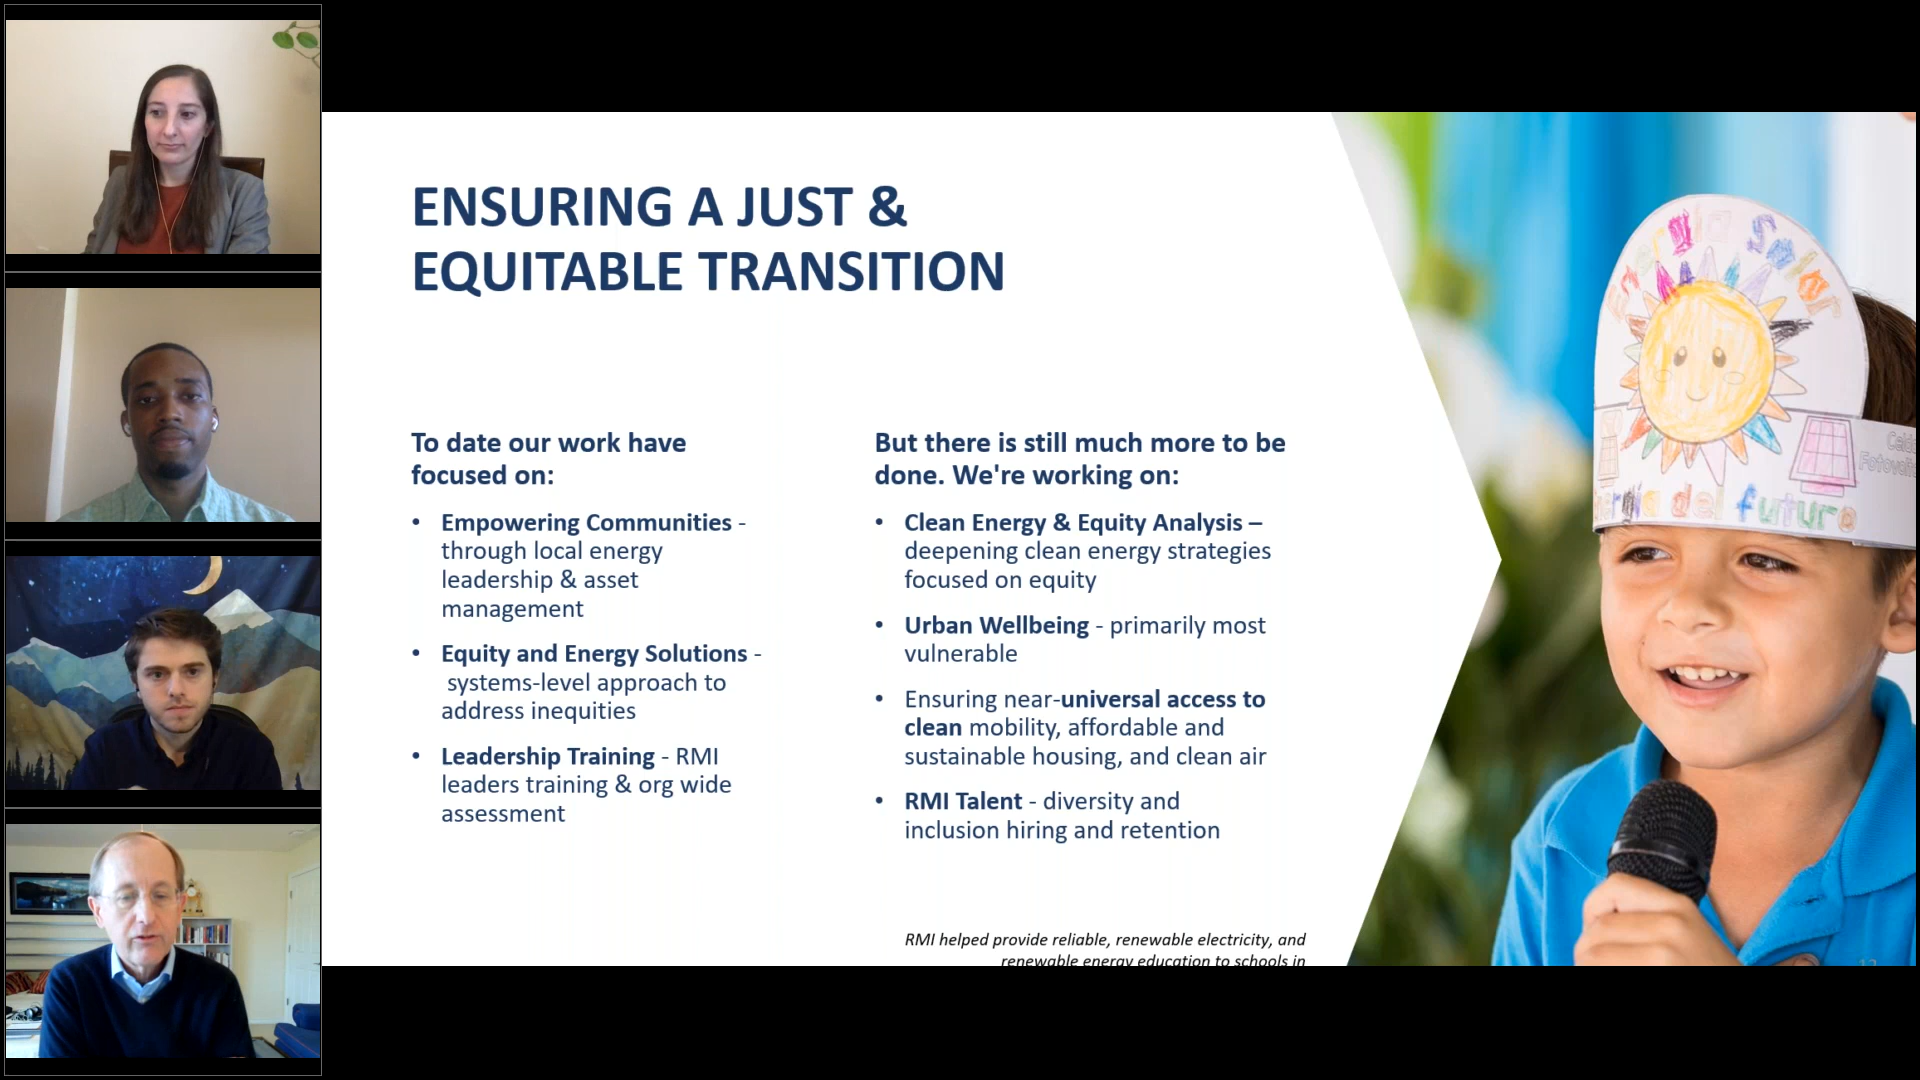 ENSURING A JUST &
EQUITABLE TRANSITION
To date our work have
focused on:
• Empowering Communities -
through local energy
leadership & asset
management
• Equity and Energy Solutions -
systems-level approach to
address inequities
• Leadership Training - RMI
leaders training & org wide
assessment
But there is still much more to be
done. We're working on:
• Clean Energy & Equity Analysis –
deepening clean energy strategies
focused on equity
• Urban Wellbeing - primarily most
vulnerable
• Ensuring near-universal access to
clean mobility, affordable and
sustainable housing, and clean air
• RMI Talent - diversity and
inclusion hiring and retention
RMI helped provide reliable, renewable electricity, and
renewable energy education to schools in
Solar
del futuro